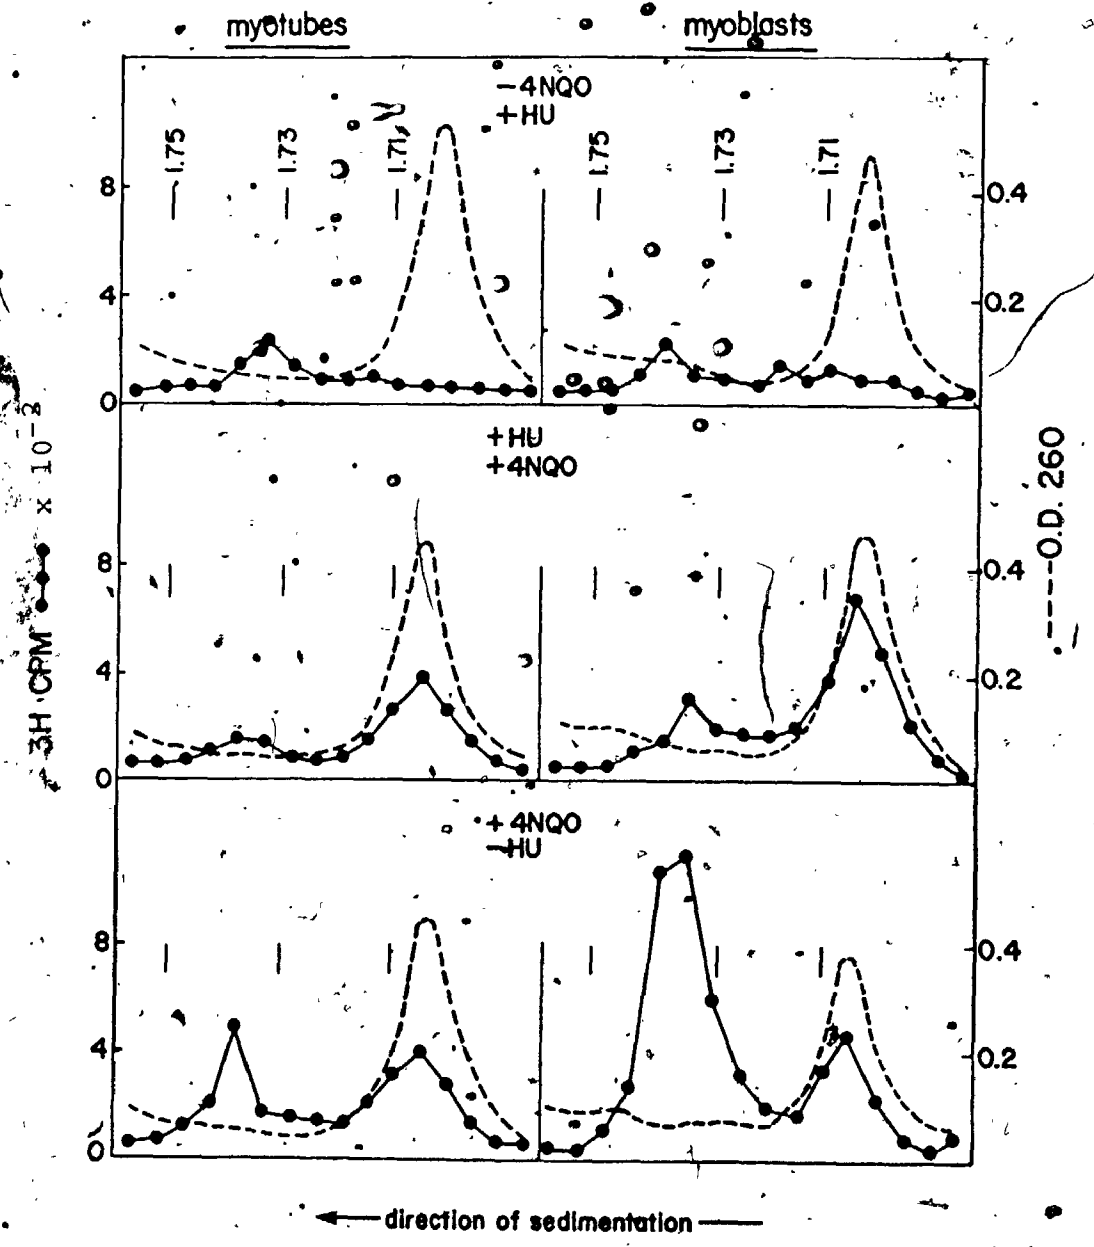 myotubes
myoblasts
-4NQO
+HU
1.75
1.73
1.71
1.75
1.73
1.71
8
4
0
0.4
0.2
+HU
+4NQO
8
4
0
0.4
0.2
+4NQO
-HU
8
4
0
0.4
0.2
3H CPM x 10⁻²
O.D. 260
direction of sedimentation